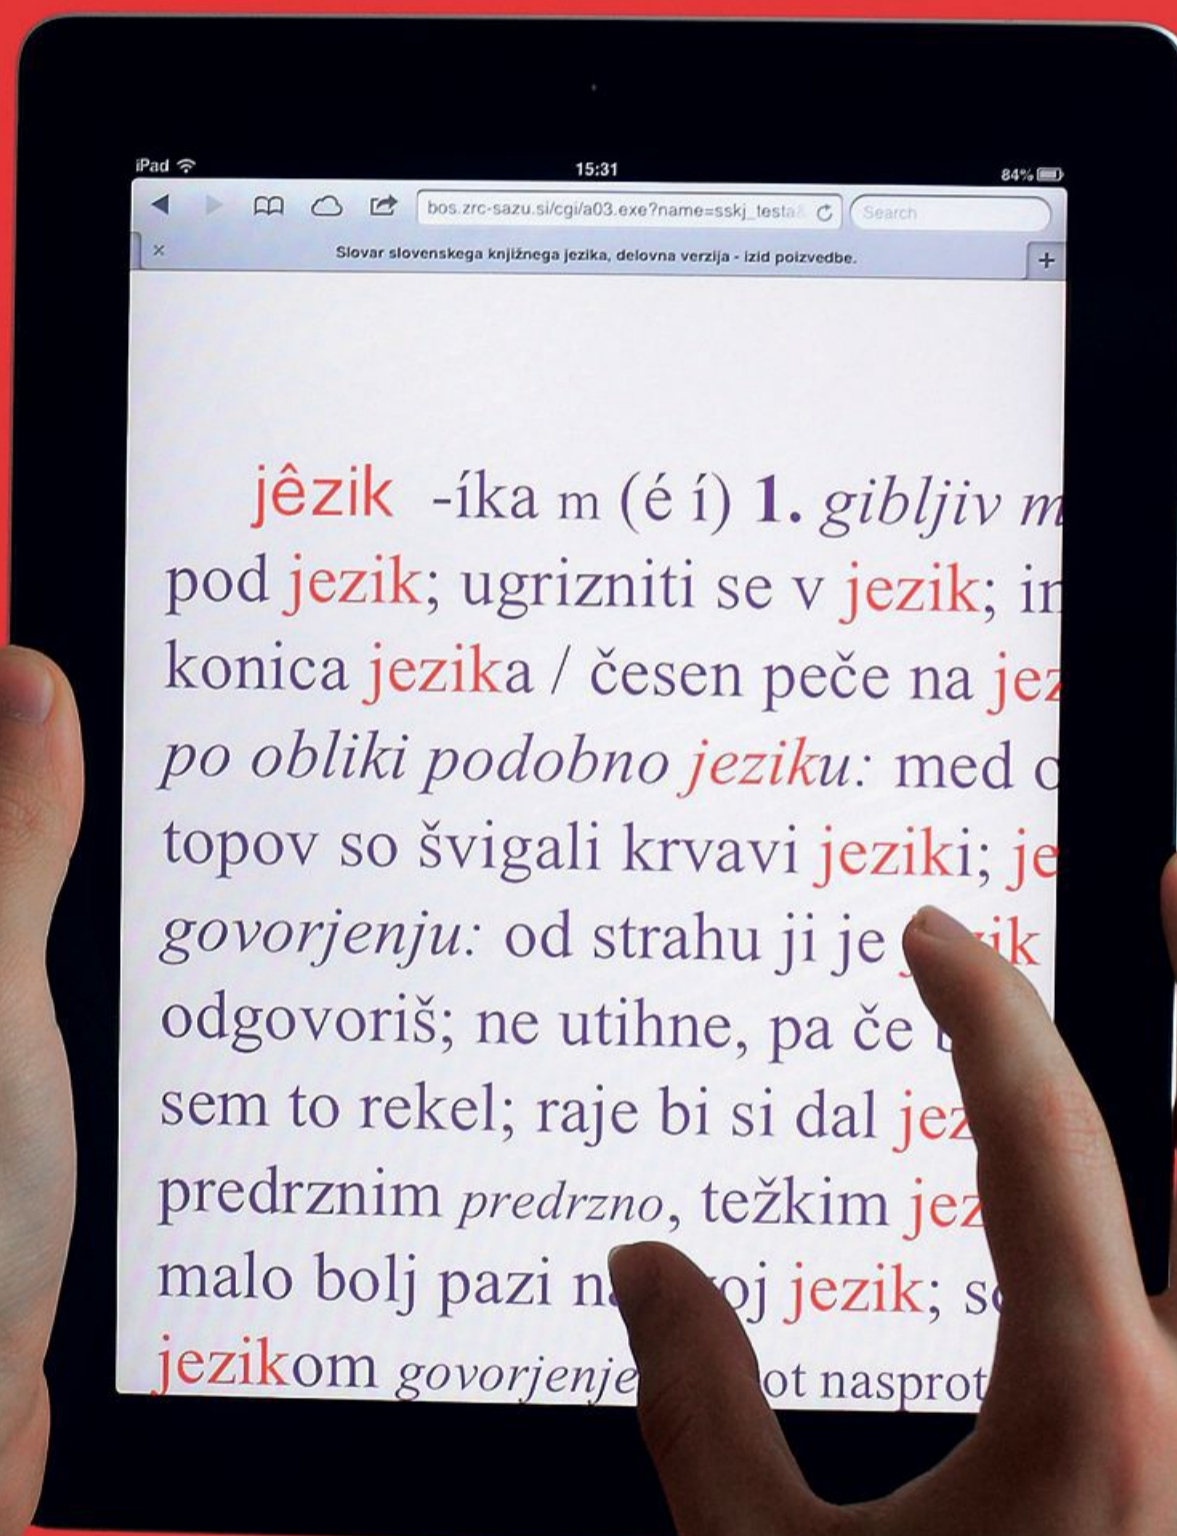 iPad
15:31
84%
bos.zrc-sazu.si/cgi/a03.exe?name=sskj_testa
Search
Slovar slovenskega knjižnega jezika, delovna verzija - izid poizvedbe.
jêzik -íka m (é í) 1. gibljiv
pod jezik; ugrizniti se v jezik;
konica jezika / česen peče na
po obliki podobno jeziku: med
topov so švigali krvavi jeziki;
govorjenju: od strahu ji je
odgovoriš; ne utihne, pa če
sem to rekel; raje bi si dal
predrznim predrzno, težkim
malo bolj pazi jezik;
jezikom govorjenje